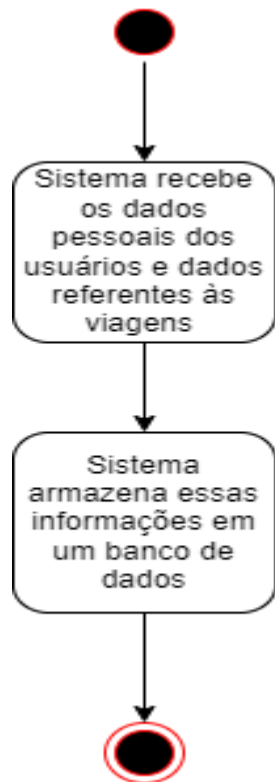 Sistema recebe
os dados
pessoais dos
usuários e dados
referentes às
viagens
Sistema
armazena essas
informações em
um banco de
dados